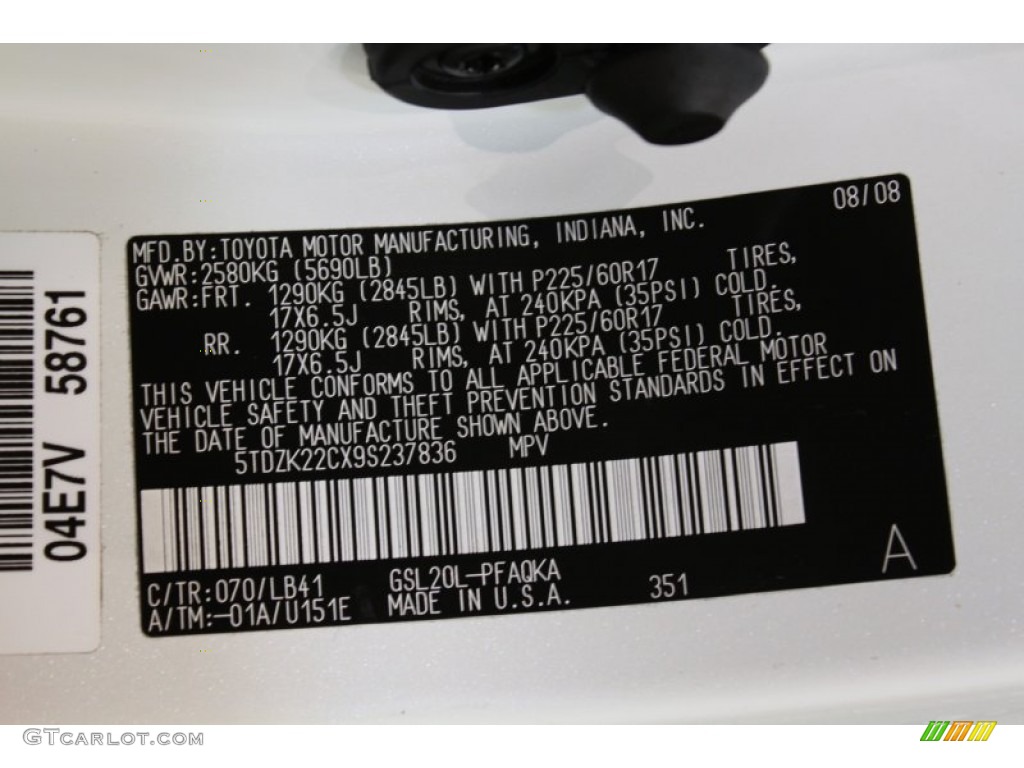 08/08
MFD.BY:TOYOTA MOTOR MANUFACTURING, INDIANA, INC.
GVWR:2580KG (5690LB)
GAWR:FRT. 1290KG (2845LB) WITH P225/60R17 TIRES,
17X6.5J RIMS, AT 240KPA (35PSI) COLD.
RR. 1290KG (2845LB) WITH P225/60R17 TIRES,
17X6.5J RIMS, AT 240KPA (35PSI) COLD.
THIS VEHICLE CONFORMS TO ALL APPLICABLE FEDERAL MOTOR
VEHICLE SAFETY AND THEFT PREVENTION STANDARDS IN EFFECT ON
THE DATE OF MANUFACTURE SHOWN ABOVE.
5TDZK22CX9S237836 MPV
C/TR:070/LB41 GSL20L-PFAQKA
A/TM:-01A/U151E MADE IN U.S.A. 351
A
04E7V 58761
GTCarlot.com